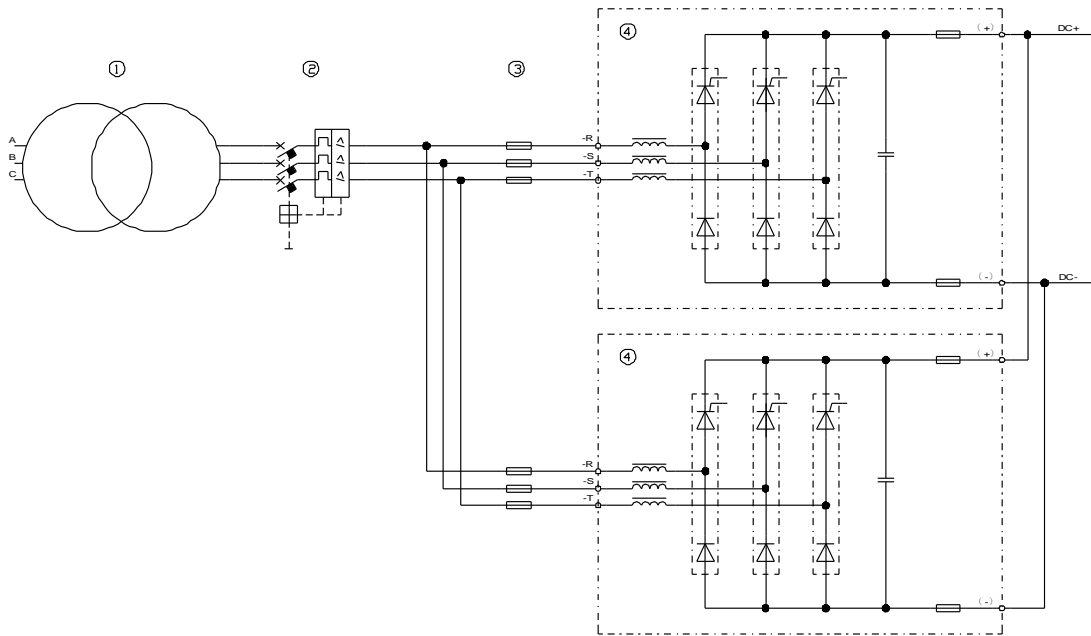 ④
(+)
DC+
①
②
③
A
B
C
-R
-S
-T
(-)
DC-
④
(+)
-R
-S
-T
(-)